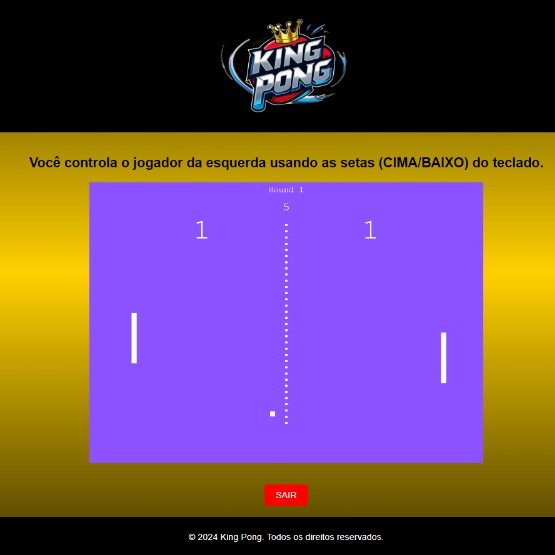 KING
PONG
Você controla o jogador da esquerda usando as setas (CIMA/BAIXO) do teclado.
Round 1
5
1 1
SAIR
© 2024 King Pong. Todos os direitos reservados.